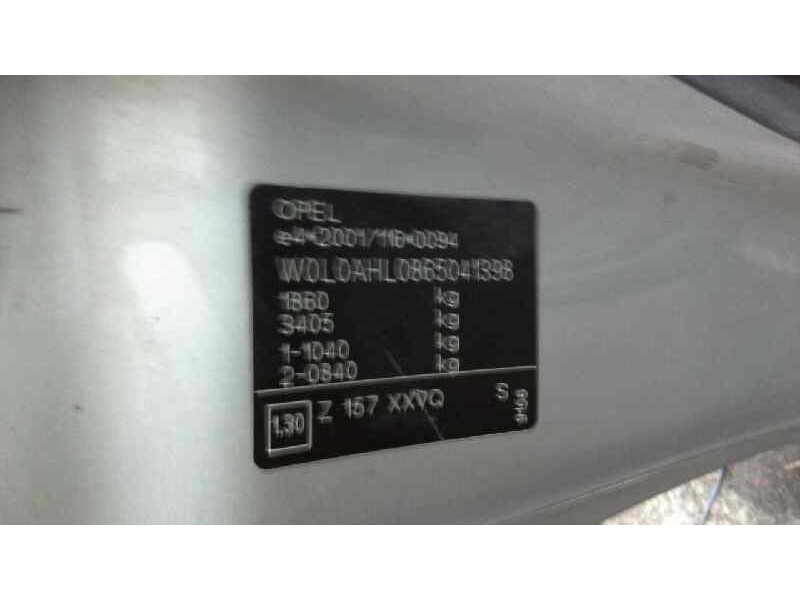 OPEL
e4*2001/116*0094
W0L0AHL0865041398
kg
3405 kg
1-1040 kg
2-0840 kg
1.30 Z 157 XXVQ S